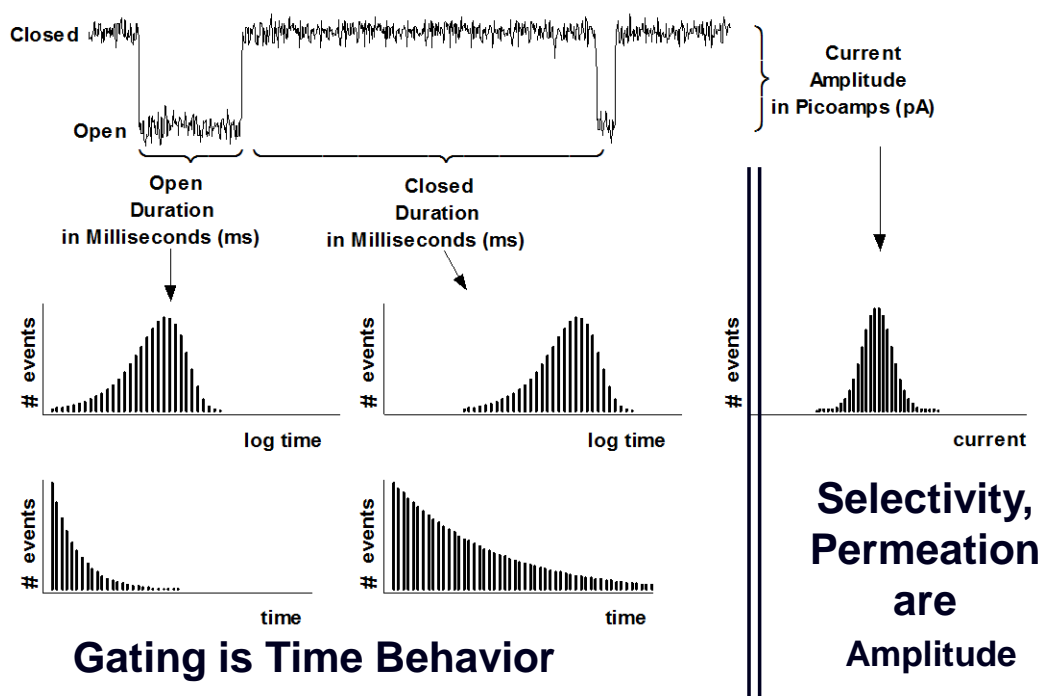 Closed
Open
Current
Amplitude
in Picoamps (pA)
Open
Duration
in Milliseconds (ms)
Closed
Duration
in Milliseconds (ms)
# events
log time
# events
log time
# events
current
# events
time
# events
time
Gating is Time Behavior
Selectivity,
Permeation
are
Amplitude